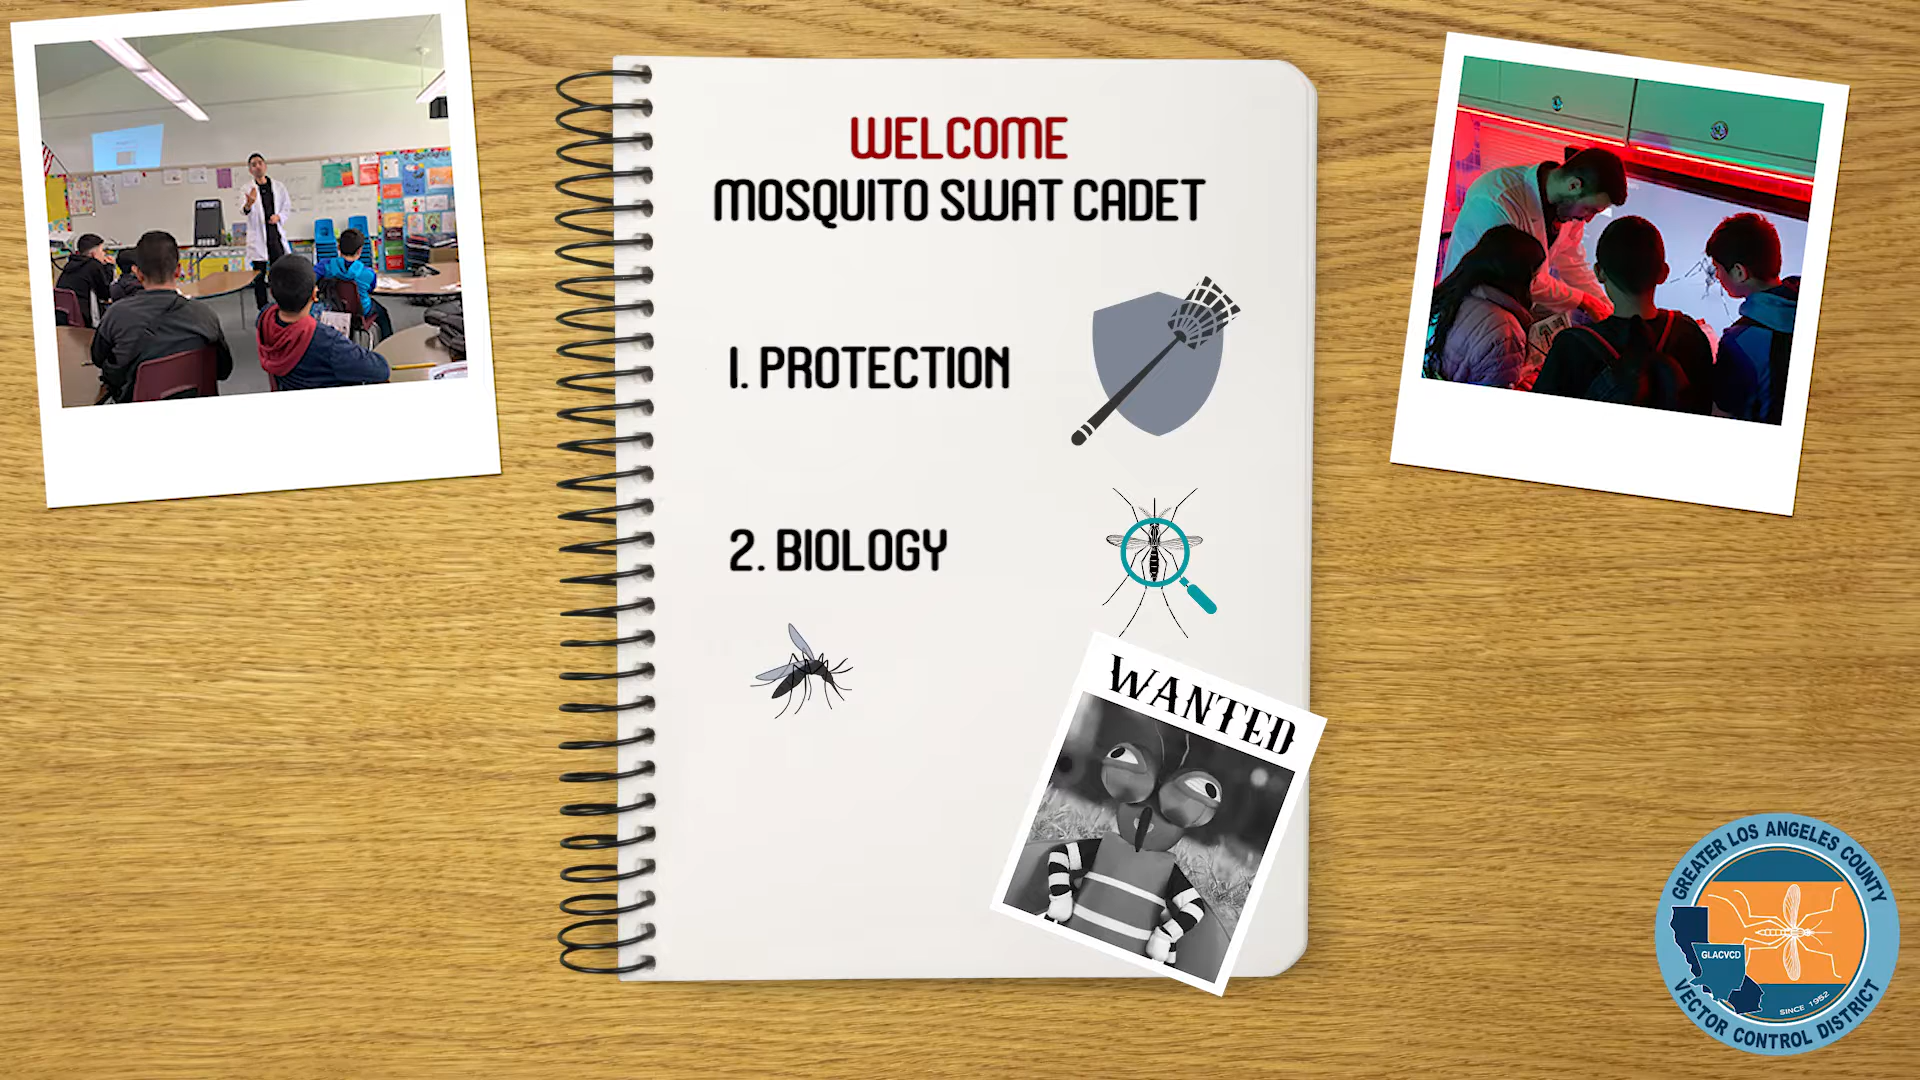 WELCOME
MOSQUITO SWAT CADET
1. PROTECTION
2. BIOLOGY
WANTED
GREATER LOS ANGELES COUNTY
GLACVCD
SINCE 1952
VECTOR CONTROL DISTRICT